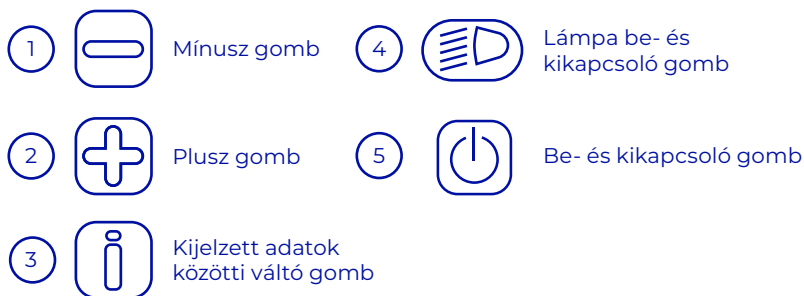 1
Mínusz gomb
2
Plusz gomb
3
Kijelzett adatok
közötti váltó gomb
4
Lámpa be- és
kikapcsoló gomb
5
Be- és kikapcsoló gomb